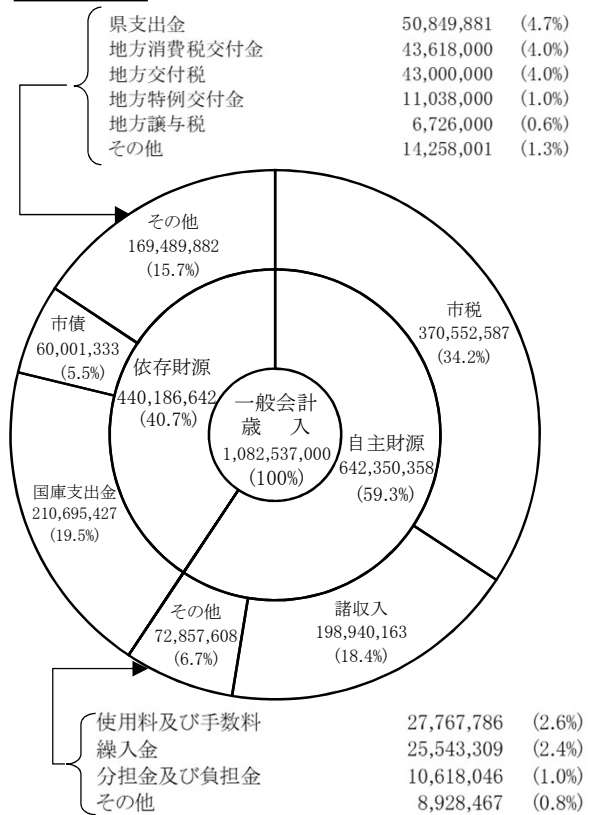 県支出金 50,849,881 (4.7%)
地方消費税交付金 43,618,000 (4.0%)
地方交付税 43,000,000 (4.0%)
地方特例交付金 11,038,000 (1.0%)
地方譲与税 6,726,000 (0.6%)
その他 14,258,001 (1.3%)
その他
169,489,882
(15.7%)
市債
60,001,333
(5.5%)
依存財源
440,186,642
(40.7%)
国庫支出金
210,695,427
(19.5%)
一般会計
歳 入
1,082,537,000
(100%)
市税
370,552,587
(34.2%)
自主財源
642,350,358
(59.3%)
その他
72,857,608
(6.7%)
諸収入
198,940,163
(18.4%)
使用料及び手数料 27,767,786 (2.6%)
繰入金 25,543,309 (2.4%)
分担金及び負担金 10,618,046 (1.0%)
その他 8,928,467 (0.8%)